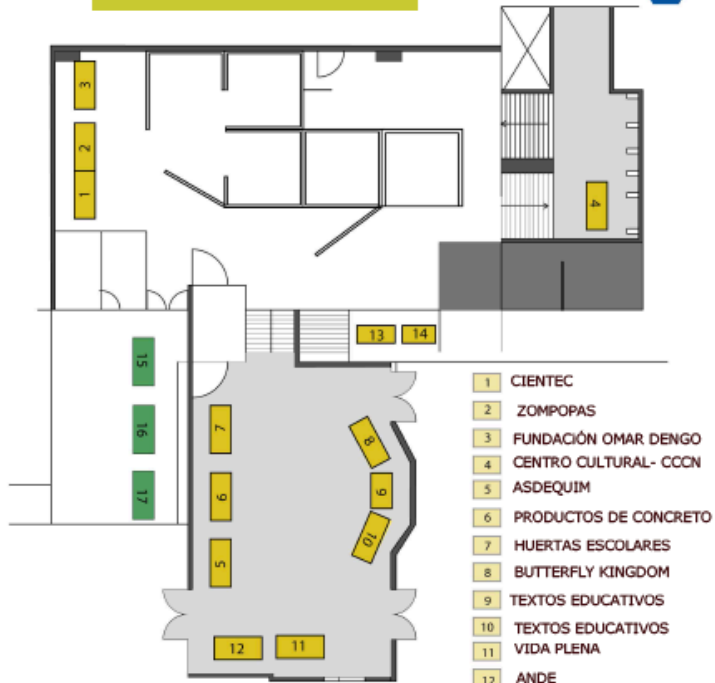 3
2
1
4
13
14
15
16
17
7
6
5
8
9
10
12
11
1 CIENTEC
2 ZOMPOPAS
3 FUNDACIÓN OMAR DENGO
4 CENTRO CULTURAL- CCCN
5 ASDEQUIM
6 PRODUCTOS DE CONCRETO
7 HUERTAS ESCOLARES
8 BUTTERFLY KINGDOM
9 TEXTOS EDUCATIVOS
10 TEXTOS EDUCATIVOS
11 VIDA PLENA
12 ANDE